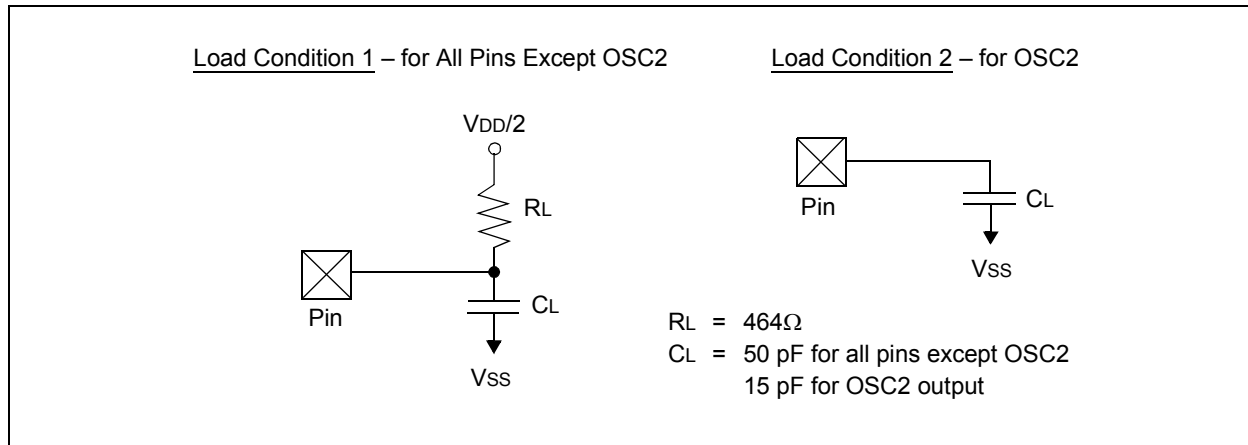 Load Condition 1 – for All Pins Except OSC2
Load Condition 2 – for OSC2
VDD/2
RL
Pin
CL
VSS
Pin
CL
VSS
RL = 464Ω
CL = 50 pF for all pins except OSC2
15 pF for OSC2 output